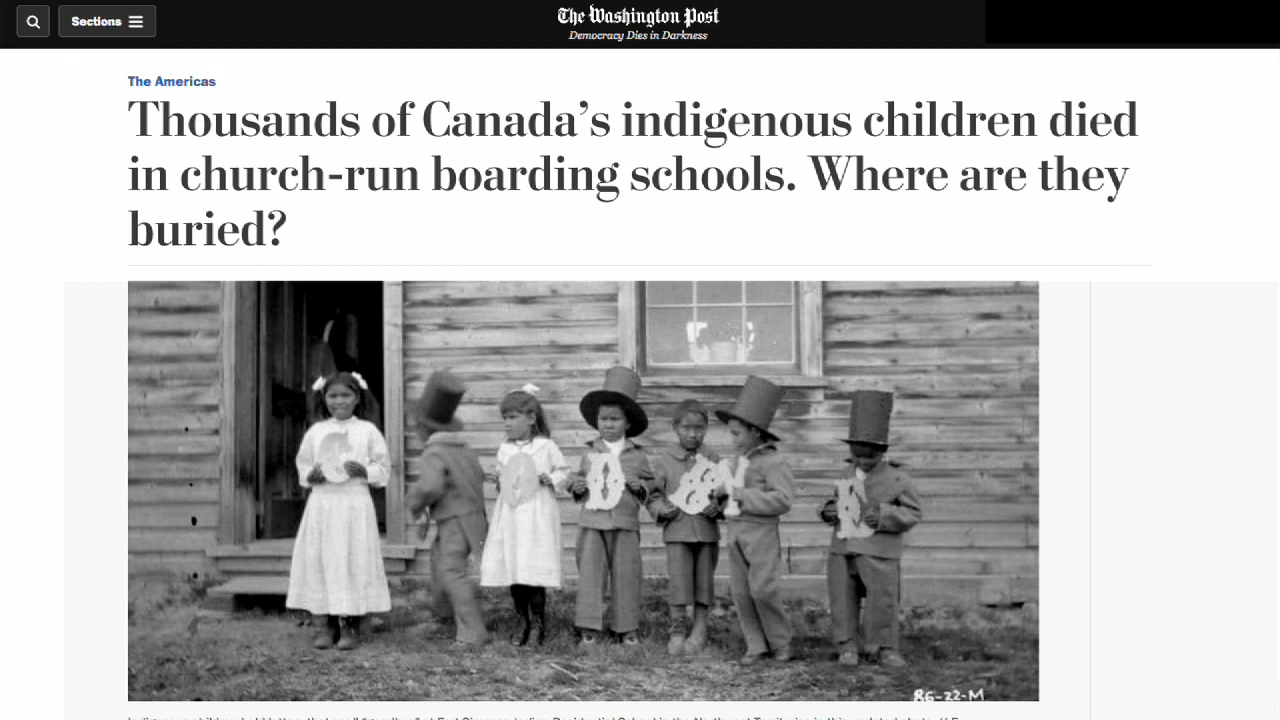 Sections
The Washington Post
Democracy Dies in Darkness
The Americas
Thousands of Canada’s indigenous children died
in church-run boarding schools. Where are they
buried?
86-22-M